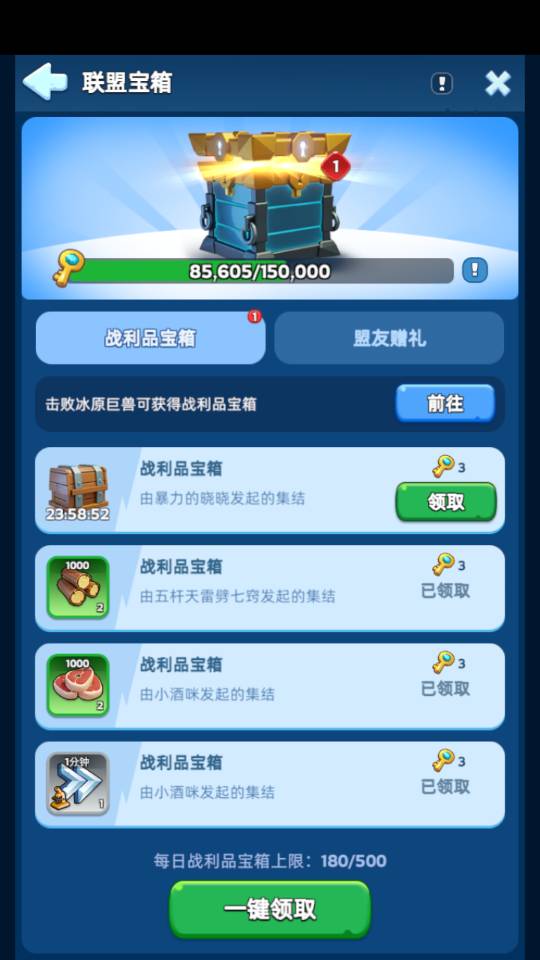 联盟宝箱
!
1
85,605/150,000
!
战利品宝箱
1
盟友赠礼
击败冰原巨兽可获得战利品宝箱
前往
战利品宝箱
3
23:58:52
由暴力的晓晓发起的集结
领取
1000
战利品宝箱
3
由五杆天雷劈七窍发起的集结
已领取
2
1000
战利品宝箱
3
由小酒咪发起的集结
已领取
2
1分钟
战利品宝箱
3
由小酒咪发起的集结
已领取
1
每日战利品宝箱上限：180/500
一键领取